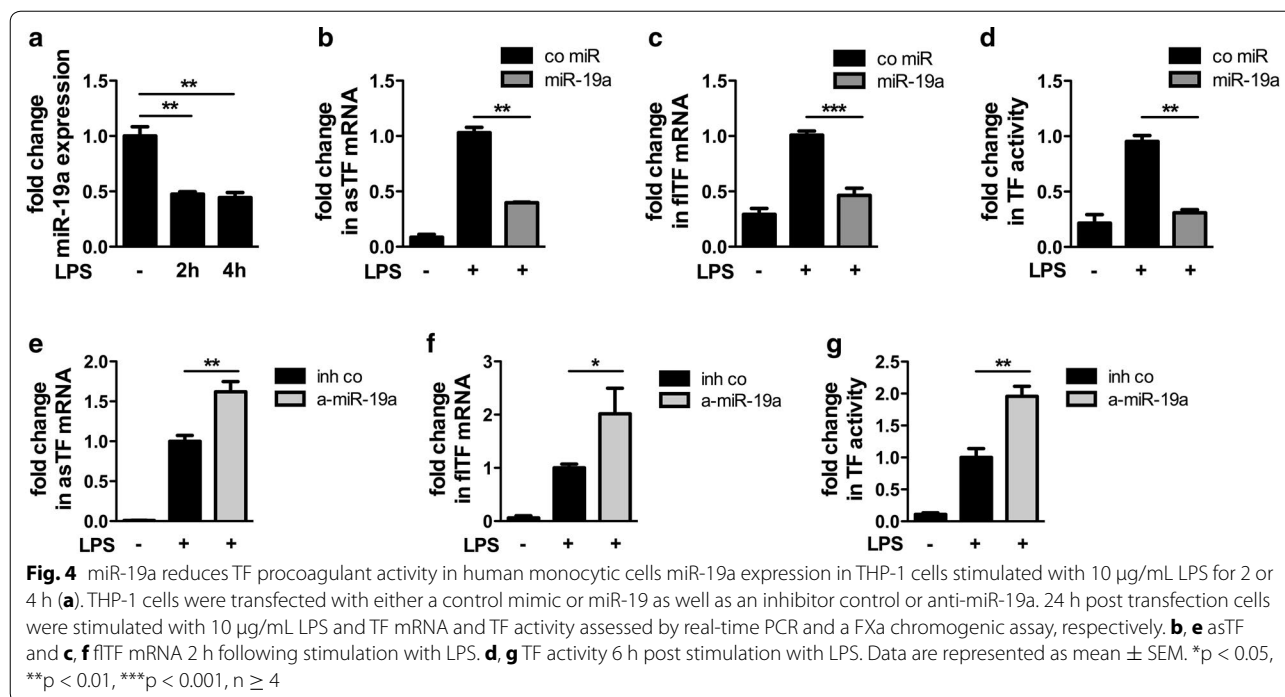 a
fold change
miR-19a expression
1.5
1.0
0.5
0.0
**
**
LPS - 2h 4h
b
co miR
miR-19a
fold change
in asTF mRNA
1.5
1.0
0.5
0.0
**
LPS - + +
c
co miR
miR-19a
fold change
in flTF mRNA
1.5
1.0
0.5
0.0
***
LPS - + +
d
co miR
miR-19a
fold change
in TF activity
1.5
1.0
0.5
0.0
**
LPS - + +
e
inh co
a-miR-19a
fold change
in asTF mRNA
2.0
1.5
1.0
0.5
0.0
**
LPS - + +
f
inh co
a-miR-19a
fold change
in flTF mRNA
3
2
1
0
*
LPS - + +
g
inh co
a-miR-19a
fold change
in TF activity
2.5
2.0
1.5
1.0
0.5
0.0
**
LPS - + +
Fig. 4 miR-19a reduces TF procoagulant activity in human monocytic cells miR-19a expression in THP-1 cells stimulated with 10 µg/mL LPS for 2 or
4 h (a). THP-1 cells were transfected with either a control mimic or miR-19 as well as an inhibitor control or anti-miR-19a. 24 h post transfection cells
were stimulated with 10 µg/mL LPS and TF mRNA and TF activity assessed by real-time PCR and a FXa chromogenic assay, respectively. b, e asTF
and c, f flTF mRNA 2 h following stimulation with LPS. d, g TF activity 6 h post stimulation with LPS. Data are represented as mean ± SEM. *p < 0.05,
**p < 0.01, ***p < 0.001, n ≥ 4